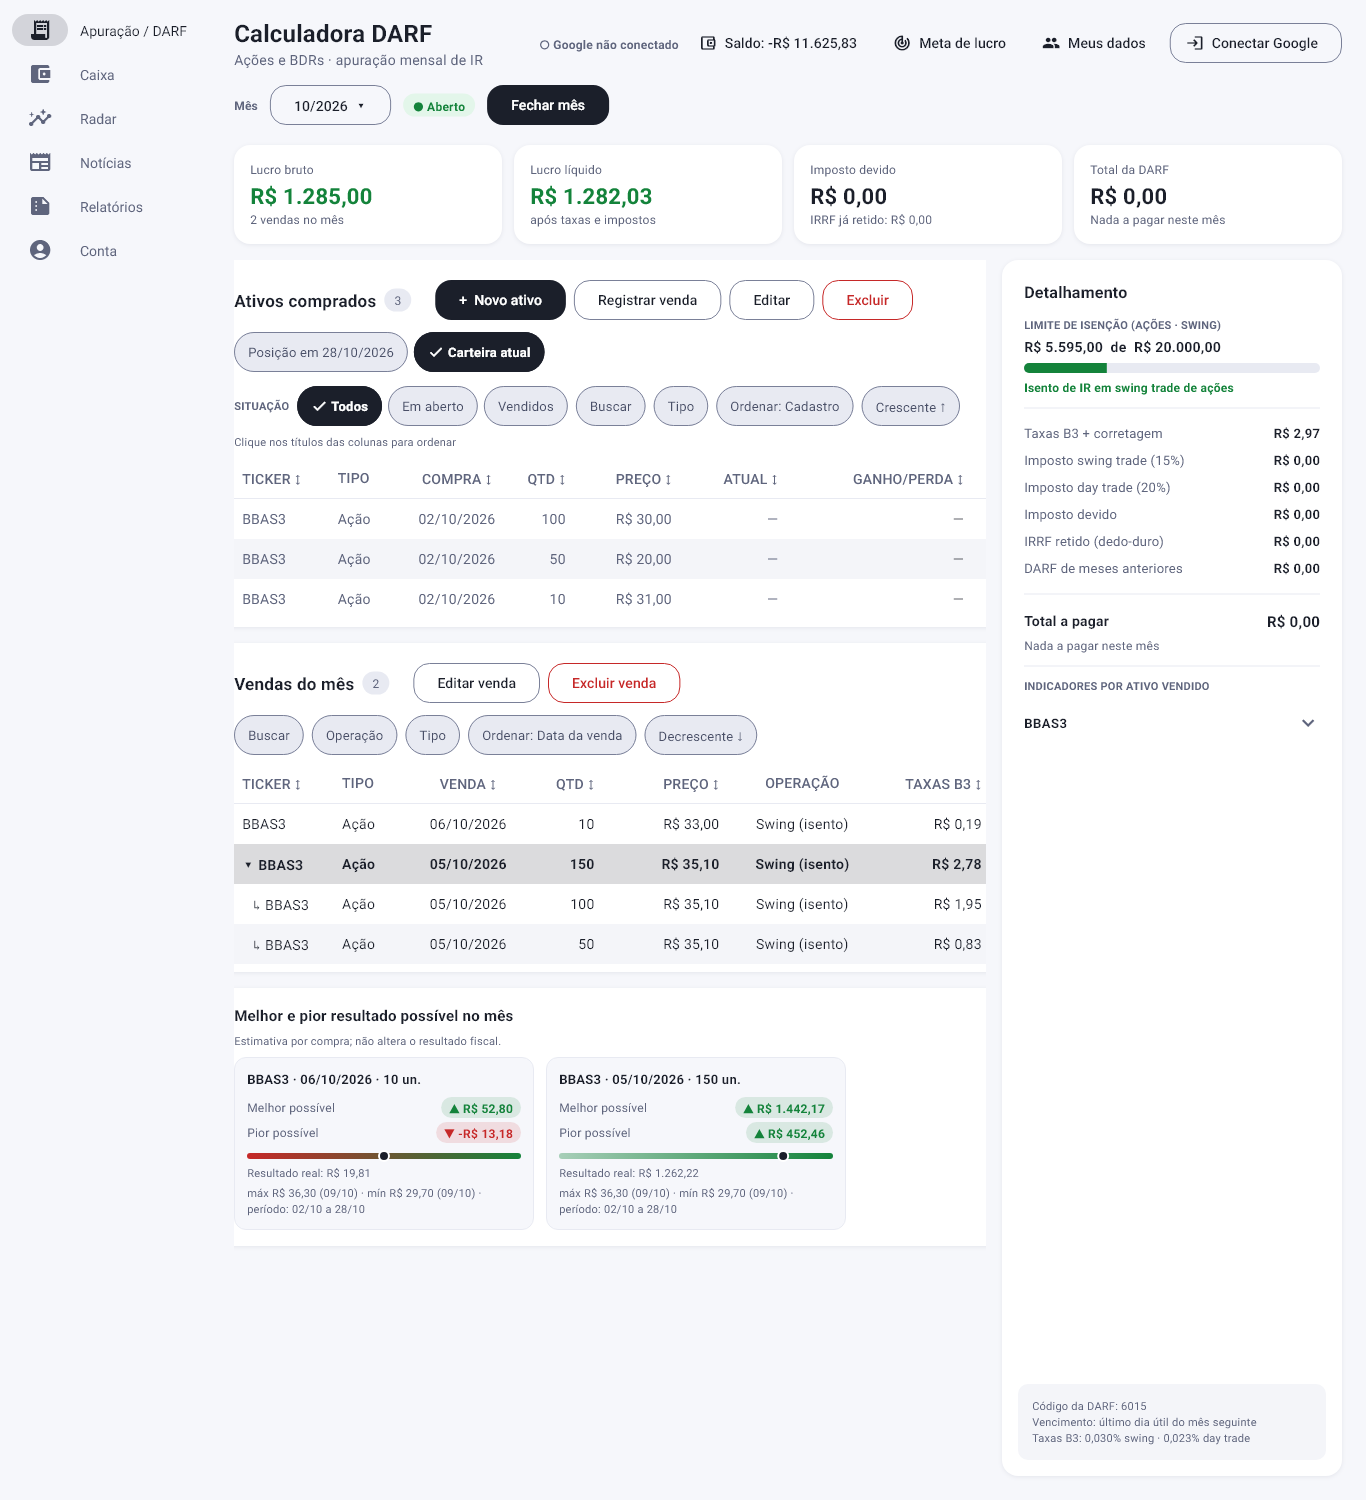 Apuração / DARF
Caixa
Radar
Notícias
Relatórios
Conta
Calculadora DARF
Ações e BDRs · apuração mensal de IR
Google não conectado
Saldo: -R$ 11.625,83
Meta de lucro
Meus dados
Conectar Google
Mês
10/2026 ▾
Aberto
Fechar mês
Lucro bruto
R$ 1.285,00
2 vendas no mês
Lucro líquido
R$ 1.282,03
após taxas e impostos
Imposto devido
R$ 0,00
IRRF já retido: R$ 0,00
Total da DARF
R$ 0,00
Nada a pagar neste mês
Ativos comprados 3
+ Novo ativo
Registrar venda
Editar
Excluir
Posição em 28/10/2026
Carteira atual
SITUAÇÃO
Todos
Em aberto
Vendidos
Buscar
Tipo
Ordenar: Cadastro
Crescente ↑
Clique nos títulos das colunas para ordenar
TICKER ↕ TIPO COMPRA ↕ QTD ↕ PREÇO ↕ ATUAL ↕ GANHO/PERDA ↕
BBAS3 Ação 02/10/2026 100 R$ 30,00 — —
BBAS3 Ação 02/10/2026 50 R$ 20,00 — —
BBAS3 Ação 02/10/2026 10 R$ 31,00 — —
Vendas do mês 2
Editar venda
Excluir venda
Buscar
Operação
Tipo
Ordenar: Data da venda
Decrescente ↓
TICKER ↕ TIPO VENDA ↕ QTD ↕ PREÇO ↕ OPERAÇÃO TAXAS B3 ↕
BBAS3 Ação 06/10/2026 10 R$ 33,00 Swing (isento) R$ 0,19
▾ BBAS3 Ação 05/10/2026 150 R$ 35,10 Swing (isento) R$ 2,78
↳ BBAS3 Ação 05/10/2026 100 R$ 35,10 Swing (isento) R$ 1,95
↳ BBAS3 Ação 05/10/2026 50 R$ 35,10 Swing (isento) R$ 0,83
Melhor e pior resultado possível no mês
Estimativa por compra; não altera o resultado fiscal.
BBAS3 · 06/10/2026 · 10 un.
Melhor possível ▲ R$ 52,80
Pior possível ▼ -R$ 13,18
Resultado real: R$ 19,81
máx R$ 36,30 (09/10) · mín R$ 29,70 (09/10) ·
período: 02/10 a 28/10
BBAS3 · 05/10/2026 · 150 un.
Melhor possível ▲ R$ 1.442,17
Pior possível ▲ R$ 452,46
Resultado real: R$ 1.262,22
máx R$ 36,30 (09/10) · mín R$ 29,70 (09/10) ·
período: 02/10 a 28/10
Detalhamento
LIMITE DE ISENÇÃO (AÇÕES · SWING)
R$ 5.595,00 de R$ 20.000,00
Isento de IR em swing trade de ações
Taxas B3 + corretagem R$ 2,97
Imposto swing trade (15%) R$ 0,00
Imposto day trade (20%) R$ 0,00
Imposto devido R$ 0,00
IRRF retido (dedo-duro) R$ 0,00
DARF de meses anteriores R$ 0,00
Total a pagar R$ 0,00
Nada a pagar neste mês
INDICADORES POR ATIVO VENDIDO
BBAS3
Código da DARF: 6015
Vencimento: último dia útil do mês seguinte
Taxas B3: 0,030% swing · 0,023% day trade